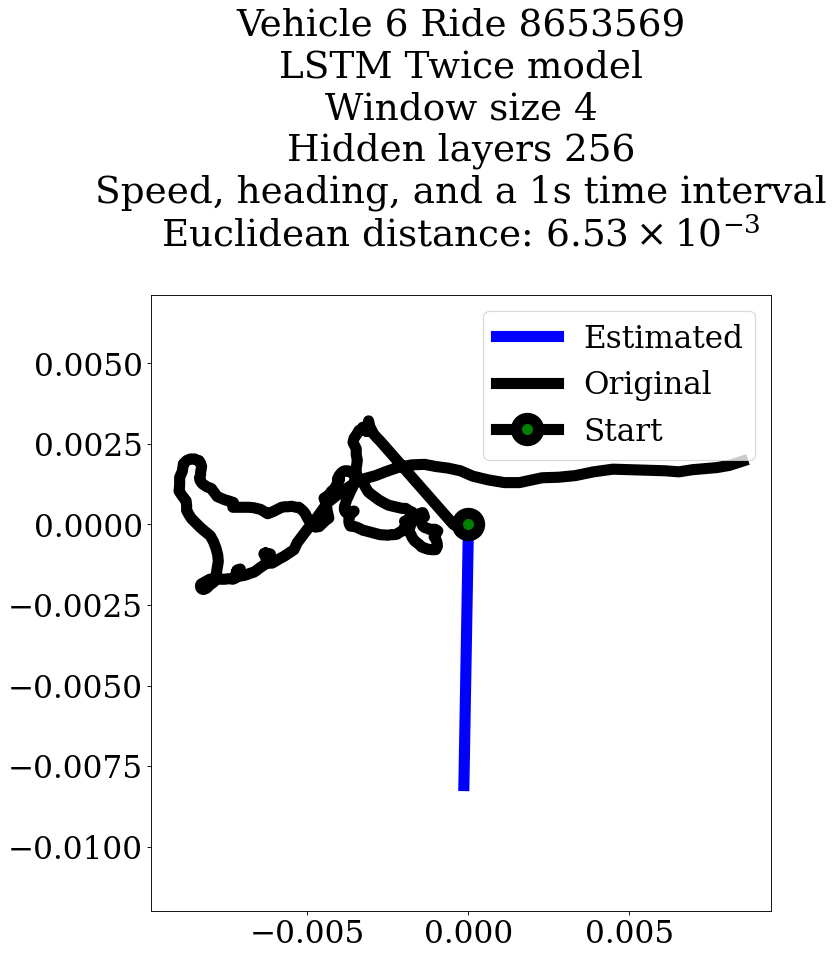 Vehicle 6 Ride 8653569
LSTM Twice model
Window size 4
Hidden layers 256
Speed, heading, and a 1s time interval
Euclidean distance: 6.53 × 10⁻³
Estimated
Original
Start
0.0050
0.0025
0.0000
−0.0025
−0.0050
−0.0075
−0.0100
−0.005 0.000 0.005